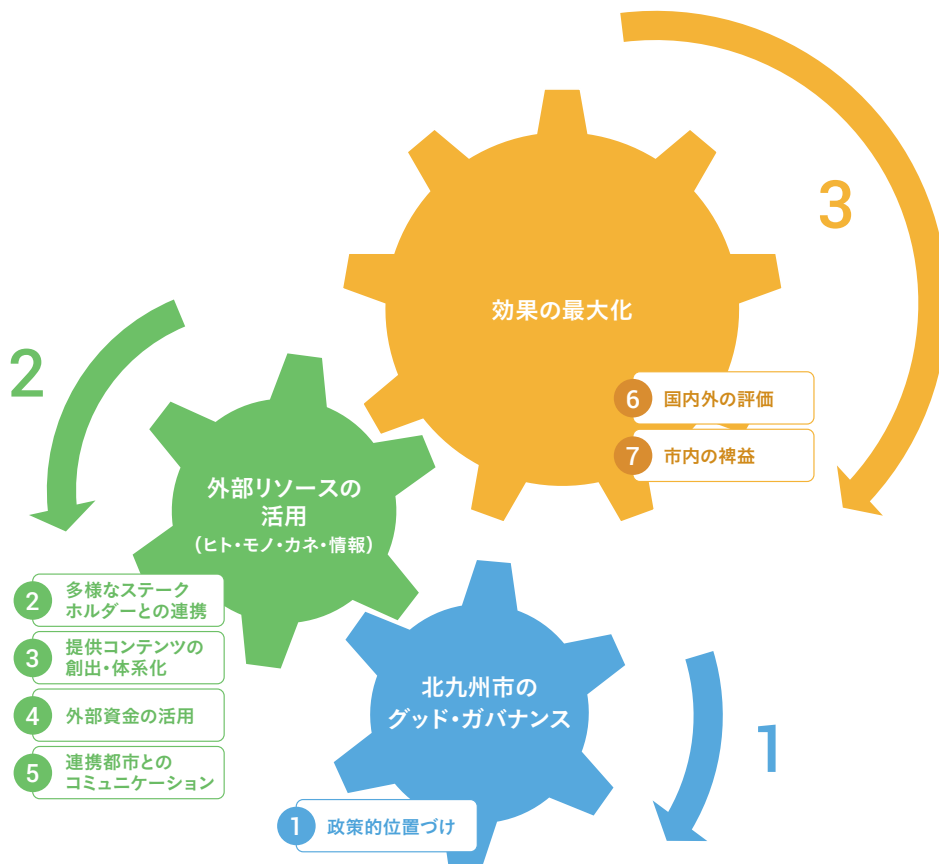 3
効果の最大化
6 国内外の評価
7 市内の裨益
2
外部リソースの
活用
（ヒト・モノ・カネ・情報）
2 多様なステーク
ホルダーとの連携
3 提供コンテンツの
創出・体系化
4 外部資金の活用
5 連携都市との
コミュニケーション
北九州市の
グッド・ガバナンス
1
1 政策的位置づけ